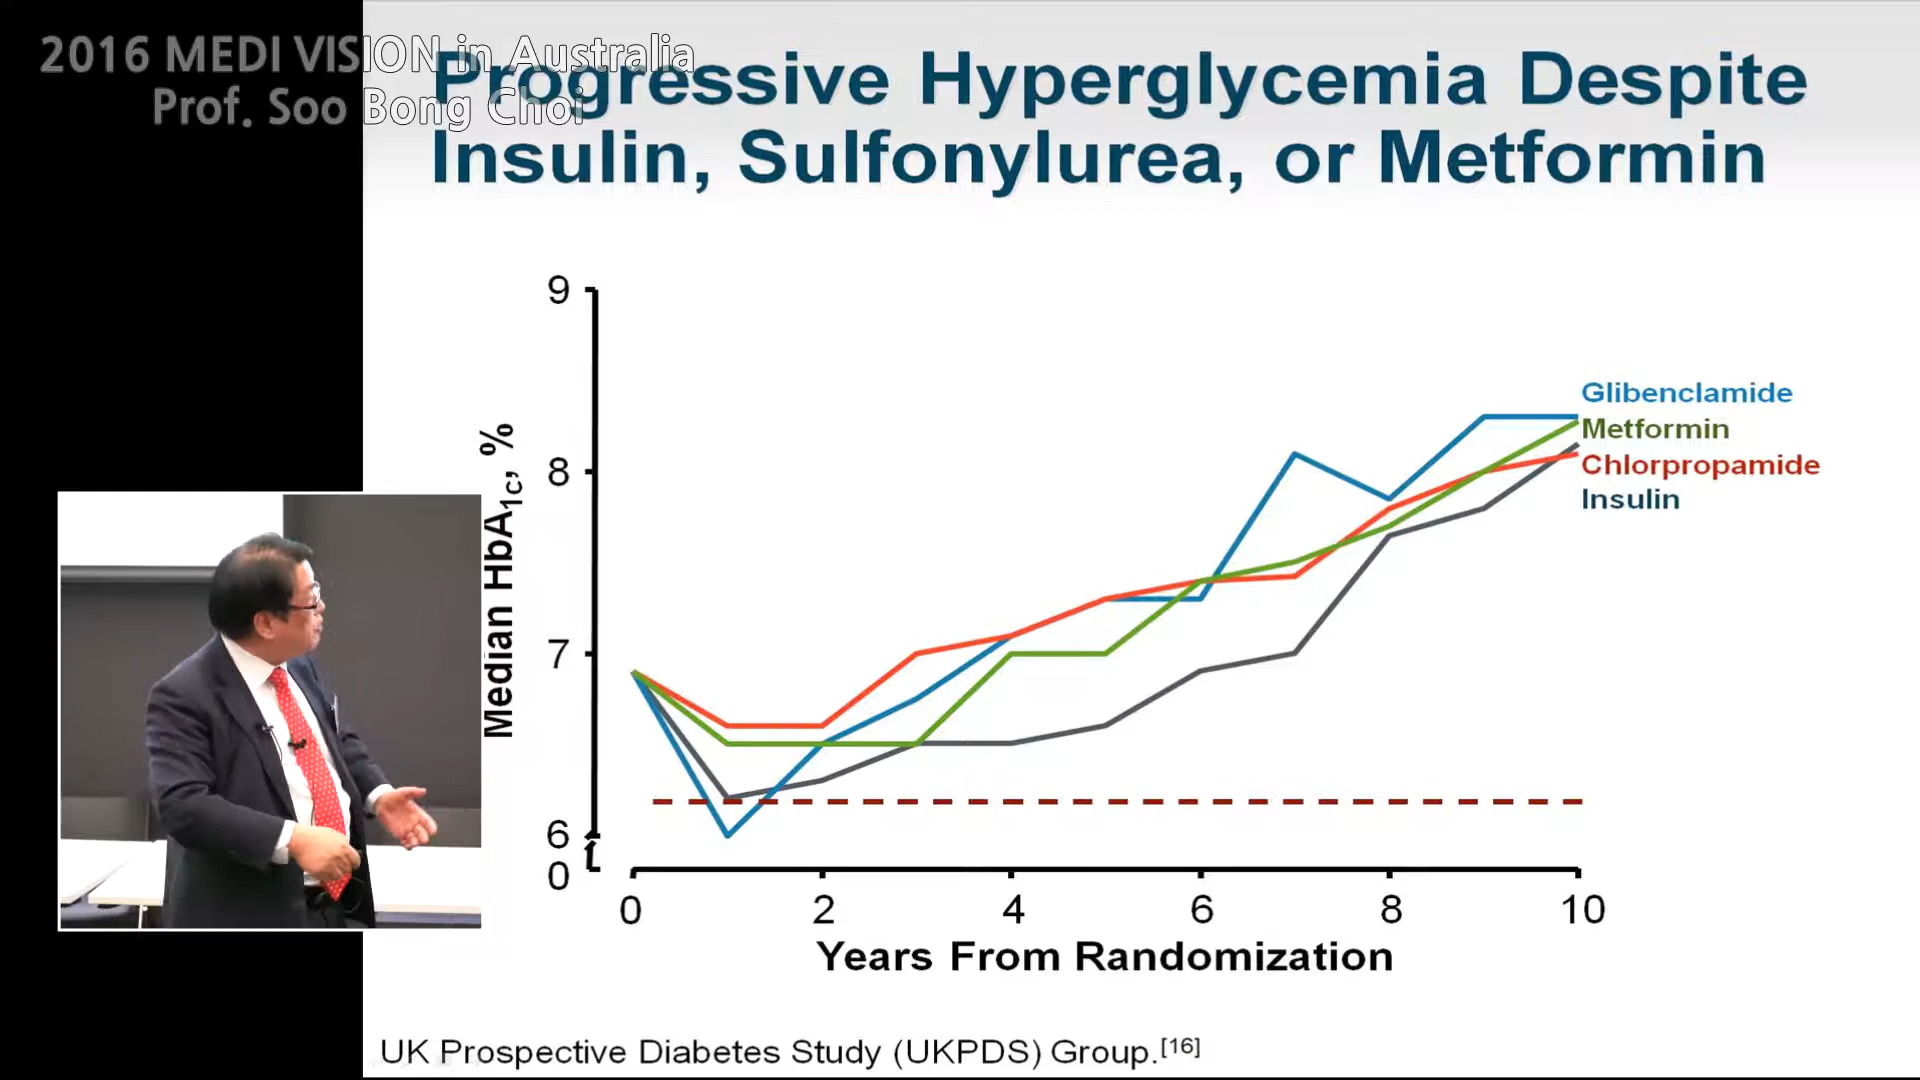 2016 MEDI VISION in Australia
Prof. Soo Bong Choi
Progressive Hyperglycemia Despite
Insulin, Sulfonylurea, or Metformin
9
8
7
6
0
Median HbA1c, %
Glibenclamide
Metformin
Chlorpropamide
Insulin
0 2 4 6 8 10
Years From Randomization
UK Prospective Diabetes Study (UKPDS) Group.[16]